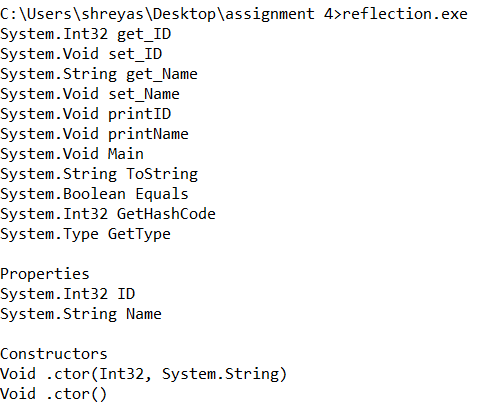 C:\Users\shreyas\Desktop\assignment 4>reflection.exe
System.Int32 get_ID
System.Void set_ID
System.String get_Name
System.Void set_Name
System.Void printID
System.Void printName
System.Void Main
System.String ToString
System.Boolean Equals
System.Int32 GetHashCode
System.Type GetType

Properties
System.Int32 ID
System.String Name

Constructors
Void .ctor(Int32, System.String)
Void .ctor()